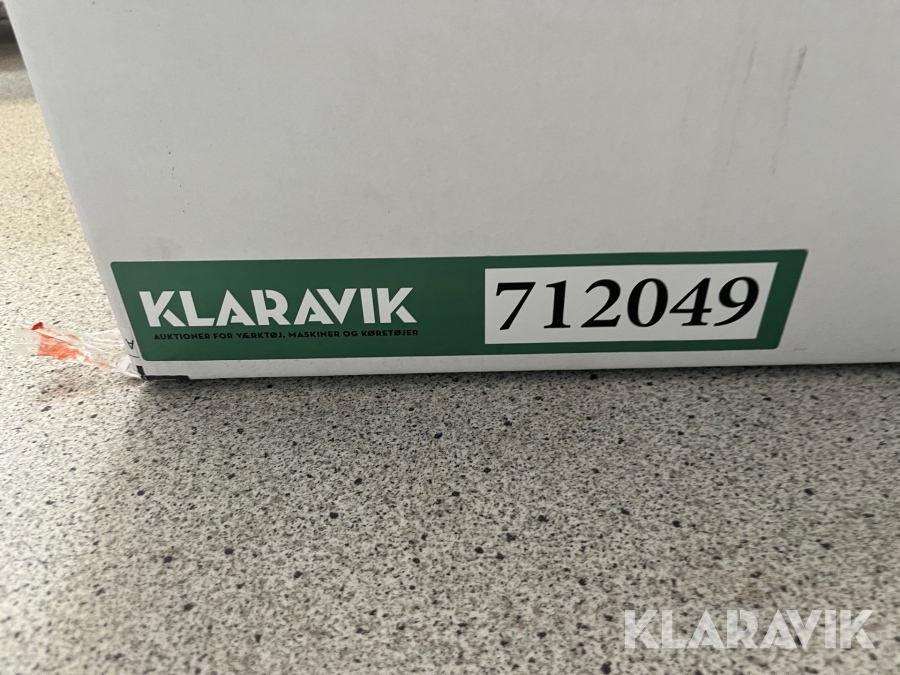 KLARAVIK
AUKTIONER FOR VÆRKTØJ, MASKINER OG KØRETØJER
712049
A
KLARAVIK